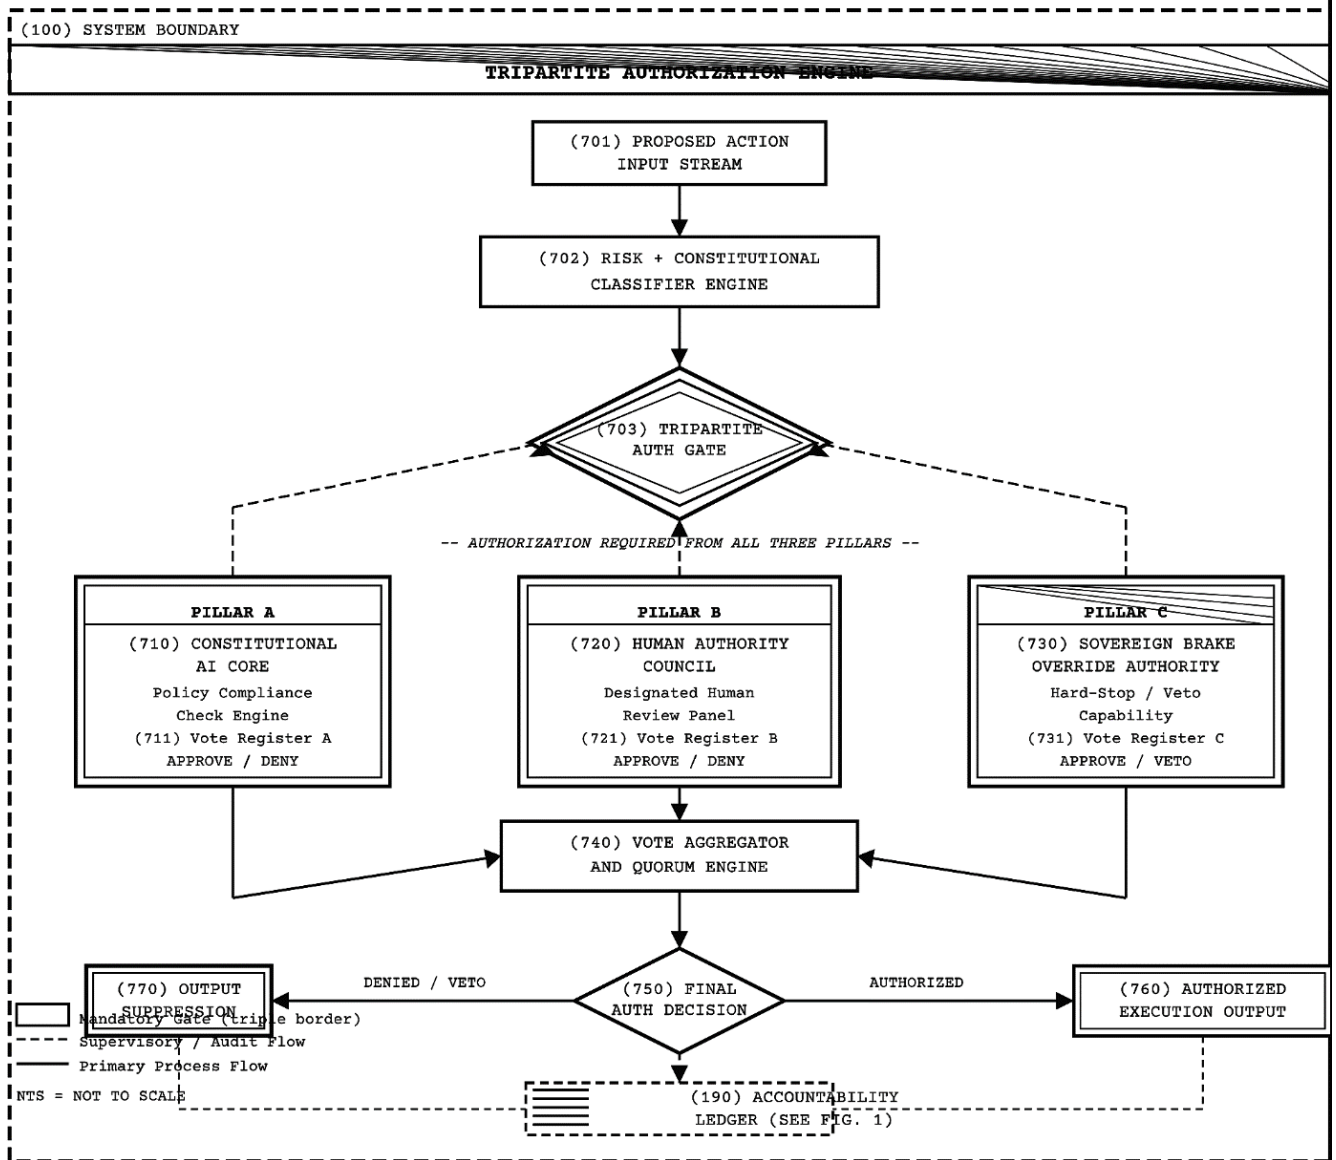 (100) SYSTEM BOUNDARY
TRIPARTITE AUTHORIZATION ENGINE
(701) PROPOSED ACTION
INPUT STREAM
(702) RISK + CONSTITUTIONAL
CLASSIFIER ENGINE
(703) TRIPARTITE
AUTH GATE
-- AUTHORIZATION REQUIRED FROM ALL THREE PILLARS --
PILLAR A
(710) CONSTITUTIONAL
AI CORE
Policy Compliance
Check Engine
(711) Vote Register A
APPROVE / DENY
PILLAR B
(720) HUMAN AUTHORITY
COUNCIL
Designated Human
Review Panel
(721) Vote Register B
APPROVE / DENY
PILLAR C
(730) SOVEREIGN BRAKE
OVERRIDE AUTHORITY
Hard-Stop / Veto
Capability
(731) Vote Register C
APPROVE / VETO
(740) VOTE AGGREGATOR
AND QUORUM ENGINE
(770) OUTPUT
SUPPRESSION
DENIED / VETO
(750) FINAL
AUTH DECISION
AUTHORIZED
(760) AUTHORIZED
EXECUTION OUTPUT
Mandatory Gate (triple border)
Supervisory / Audit Flow
Primary Process Flow
NTS = NOT TO SCALE
(190) ACCOUNTABILITY
LEDGER (SEE FIG. 1)